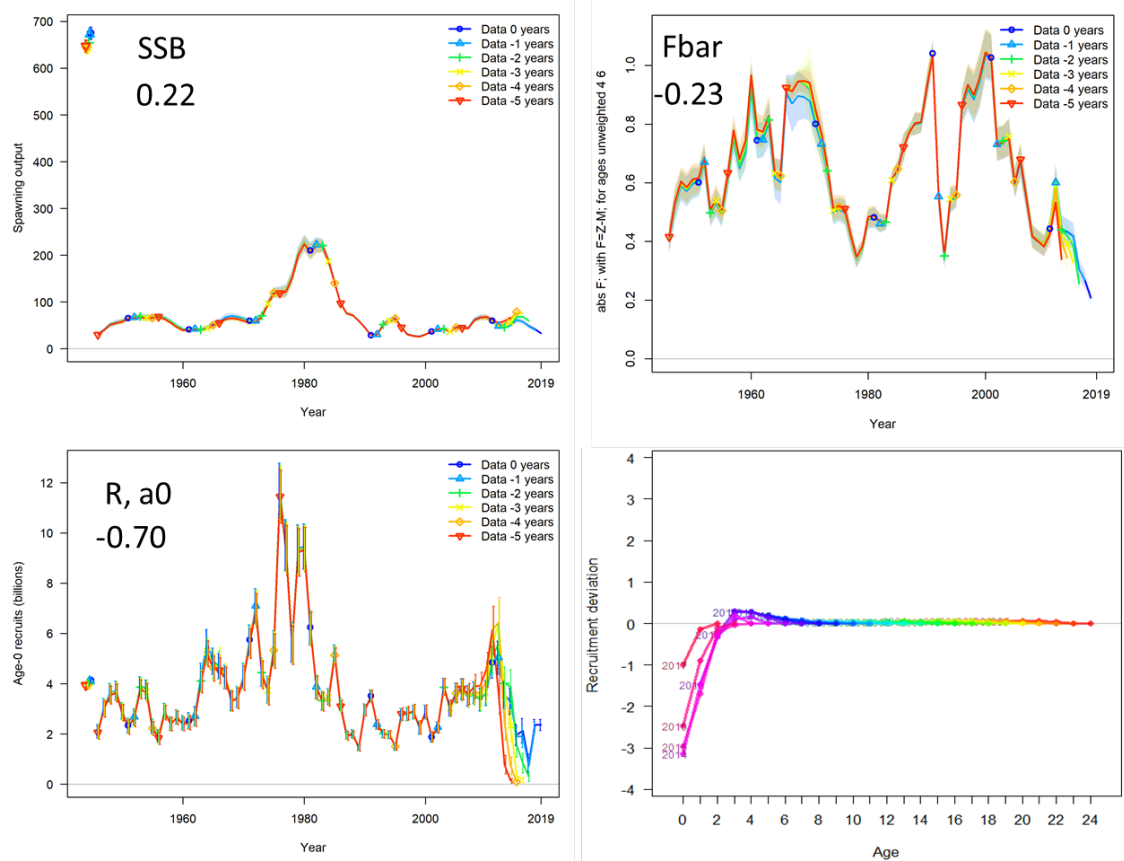 700
600
500
400
300
200
100
0
Spawning output
SSB
0.22
Data 0 years
Data -1 years
Data -2 years
Data -3 years
Data -4 years
Data -5 years
1960
1980
2000
2019
Year
1.0
0.8
0.6
0.4
0.2
0.0
abs F; with F=Z-M; for ages unweighted 4 6
Fbar
-0.23
Data 0 years
Data -1 years
Data -2 years
Data -3 years
Data -4 years
Data -5 years
1960
1980
2000
2019
Year
12
10
8
6
4
2
0
Age-0 recruits (billions)
R, a0
-0.70
Data 0 years
Data -1 years
Data -2 years
Data -3 years
Data -4 years
Data -5 years
1960
1980
2000
2019
Year
4
3
2
1
0
-1
-2
-3
-4
Recruitment deviation
0 2 4 6 8 10 12 14 16 18 20 22 24
Age